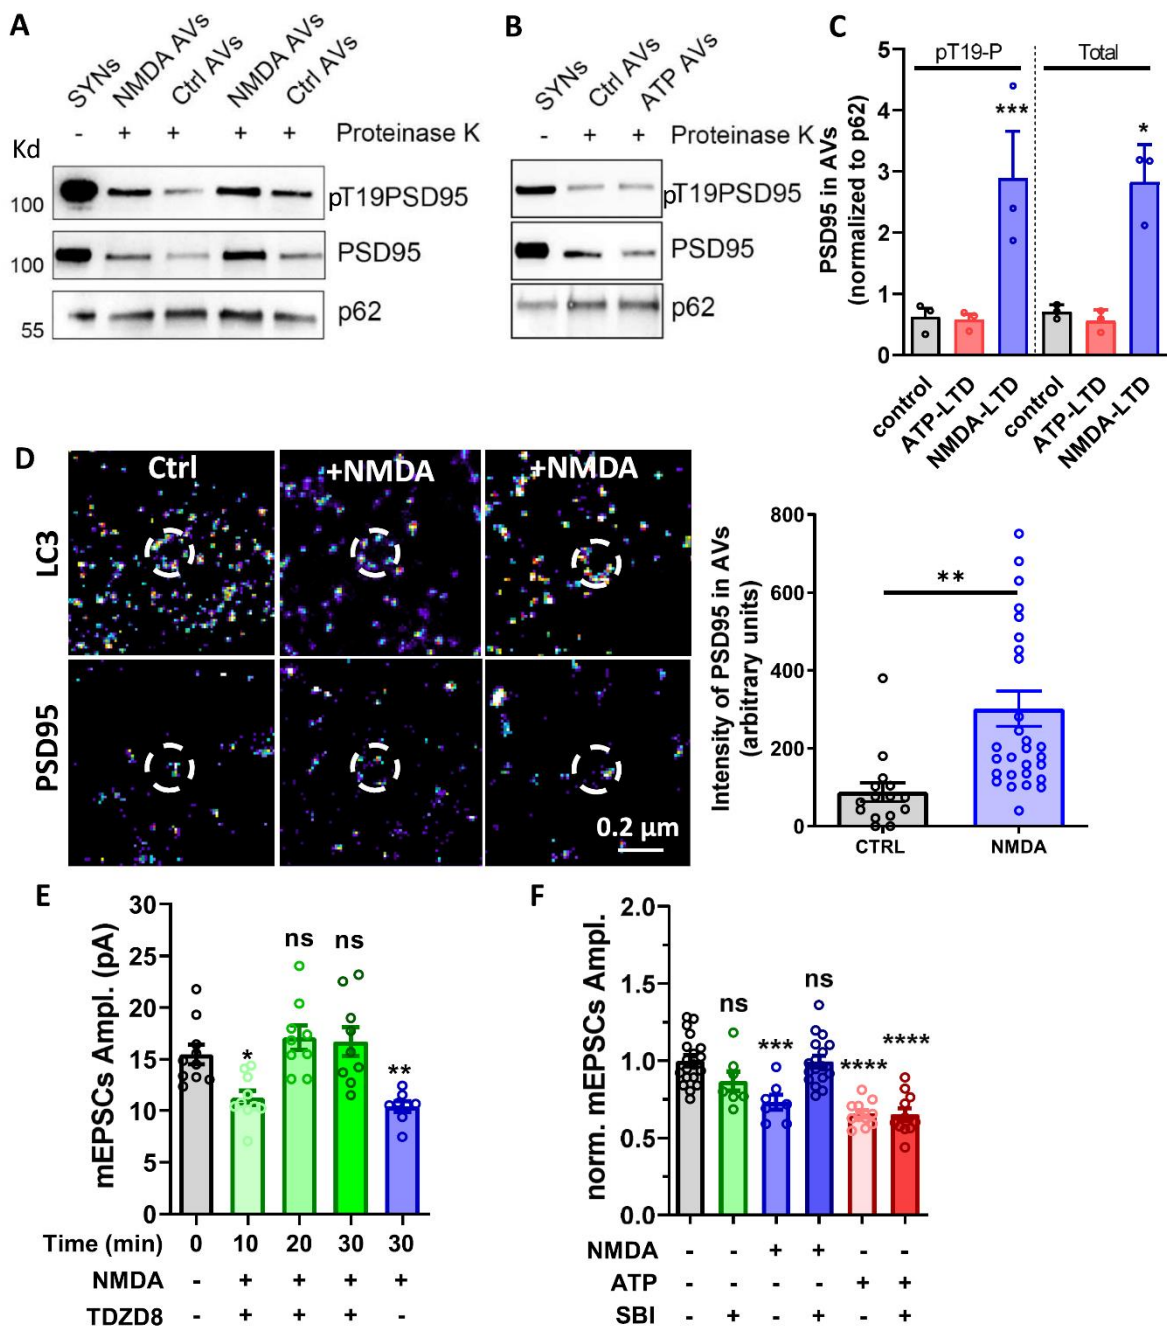 A
SYNs
NMDA AVs
Ctrl AVs
NMDA AVs
Ctrl AVs
- + + + + Proteinase K
Kd
100 pT19PSD95
100 PSD95
55 p62
B
SYNs
Ctrl AVs
ATP AVs
- + + Proteinase K
pT19PSD95
PSD95
p62
C
pT19-P Total
PSD95 in AVs
(normalized to p62)
5
4
3
2
1
0
***
*
control
ATP-LTD
NMDA-LTD
control
ATP-LTD
NMDA-LTD
D
Ctrl +NMDA +NMDA
LC3
PSD95
0.2 µm
Intensity of PSD95 in AVs
(arbitrary units)
800
600
400
200
0
**
CTRL NMDA
E
mEPSCs Ampl. (pA)
30
25
20
15
10
5
0
* ns ns **
Time (min) 0 10 20 30 30
NMDA - + + + +
TDZD8 - + + + -
F
norm. mEPSCs Ampl.
2.0
1.5
1.0
0.5
0.0
ns *** ns **** ****
NMDA - - + + - -
ATP - - - - + +
SBI - + - + - +